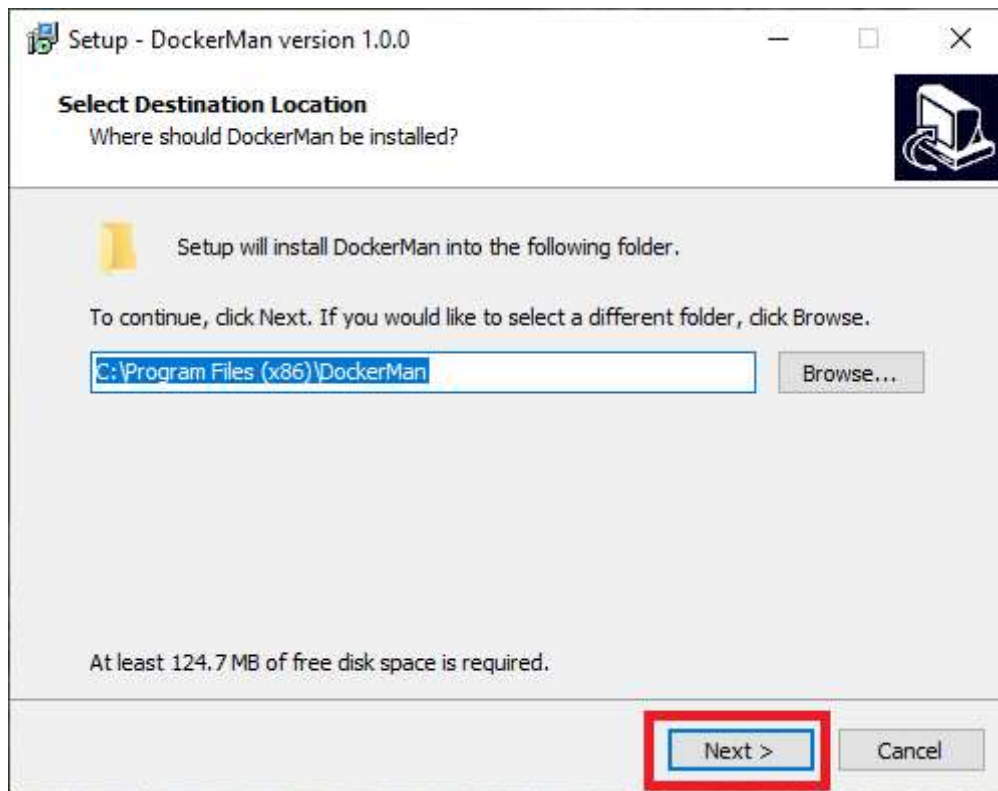 Setup - DockerMan version 1.0.0
Select Destination Location
Where should DockerMan be installed?
Setup will install DockerMan into the following folder.
To continue, click Next. If you would like to select a different folder, click Browse.
C:\Program Files (x86)\DockerMan
Browse...
At least 124.7 MB of free disk space is required.
Next >
Cancel